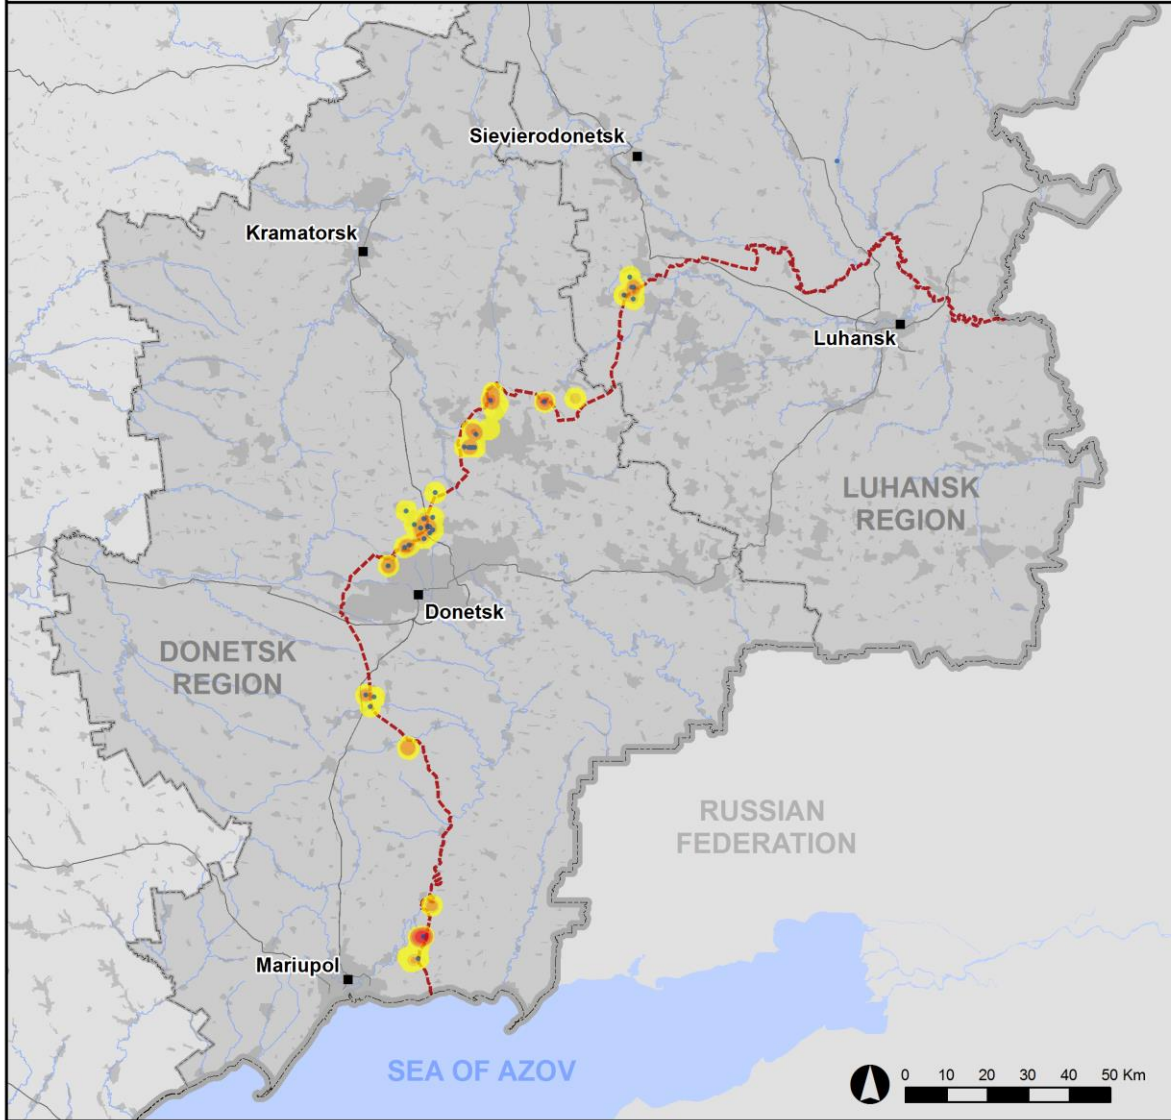 Sievierodonetsk
Kramatorsk
Luhansk
LUHANSK
REGION
Donetsk
DONETSK
REGION
RUSSIAN
FEDERATION
Mariupol
SEA OF AZOV
0 10 20 30 40 50 Km